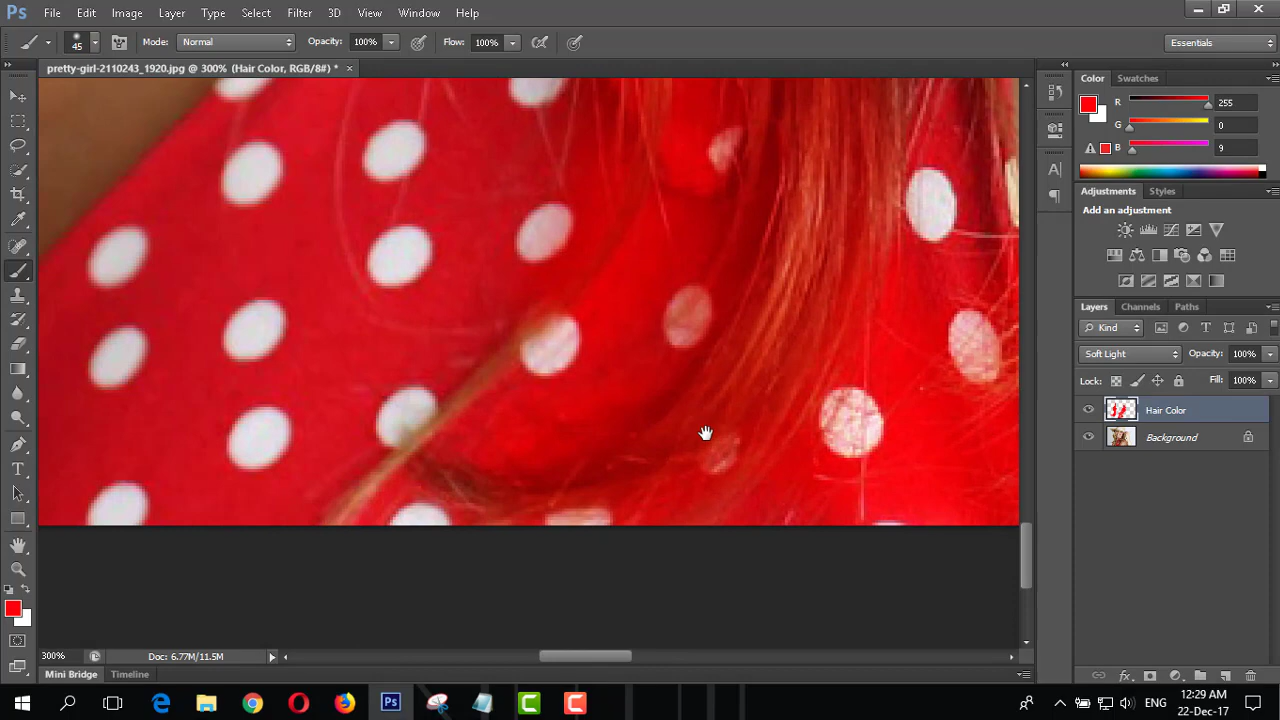 Ps File Edit Image Layer Type Select Filter 3D View Window Help
45 Mode: Normal Opacity: 100% Flow: 100% Essentials
pretty-girl-2110243_1920.jpg @ 300% (Hair Color, RGB/8#) * ×
Color Swatches
R 255
G 0
B 9
Adjustments Styles
Add an adjustment
Layers Channels Paths
Kind
Soft Light Opacity: 100%
Lock: Fill: 100%
Hair Color
Background
300% Doc: 6.77M/11.5M
Mini Bridge Timeline
ENG
12:29 AM
22-Dec-17